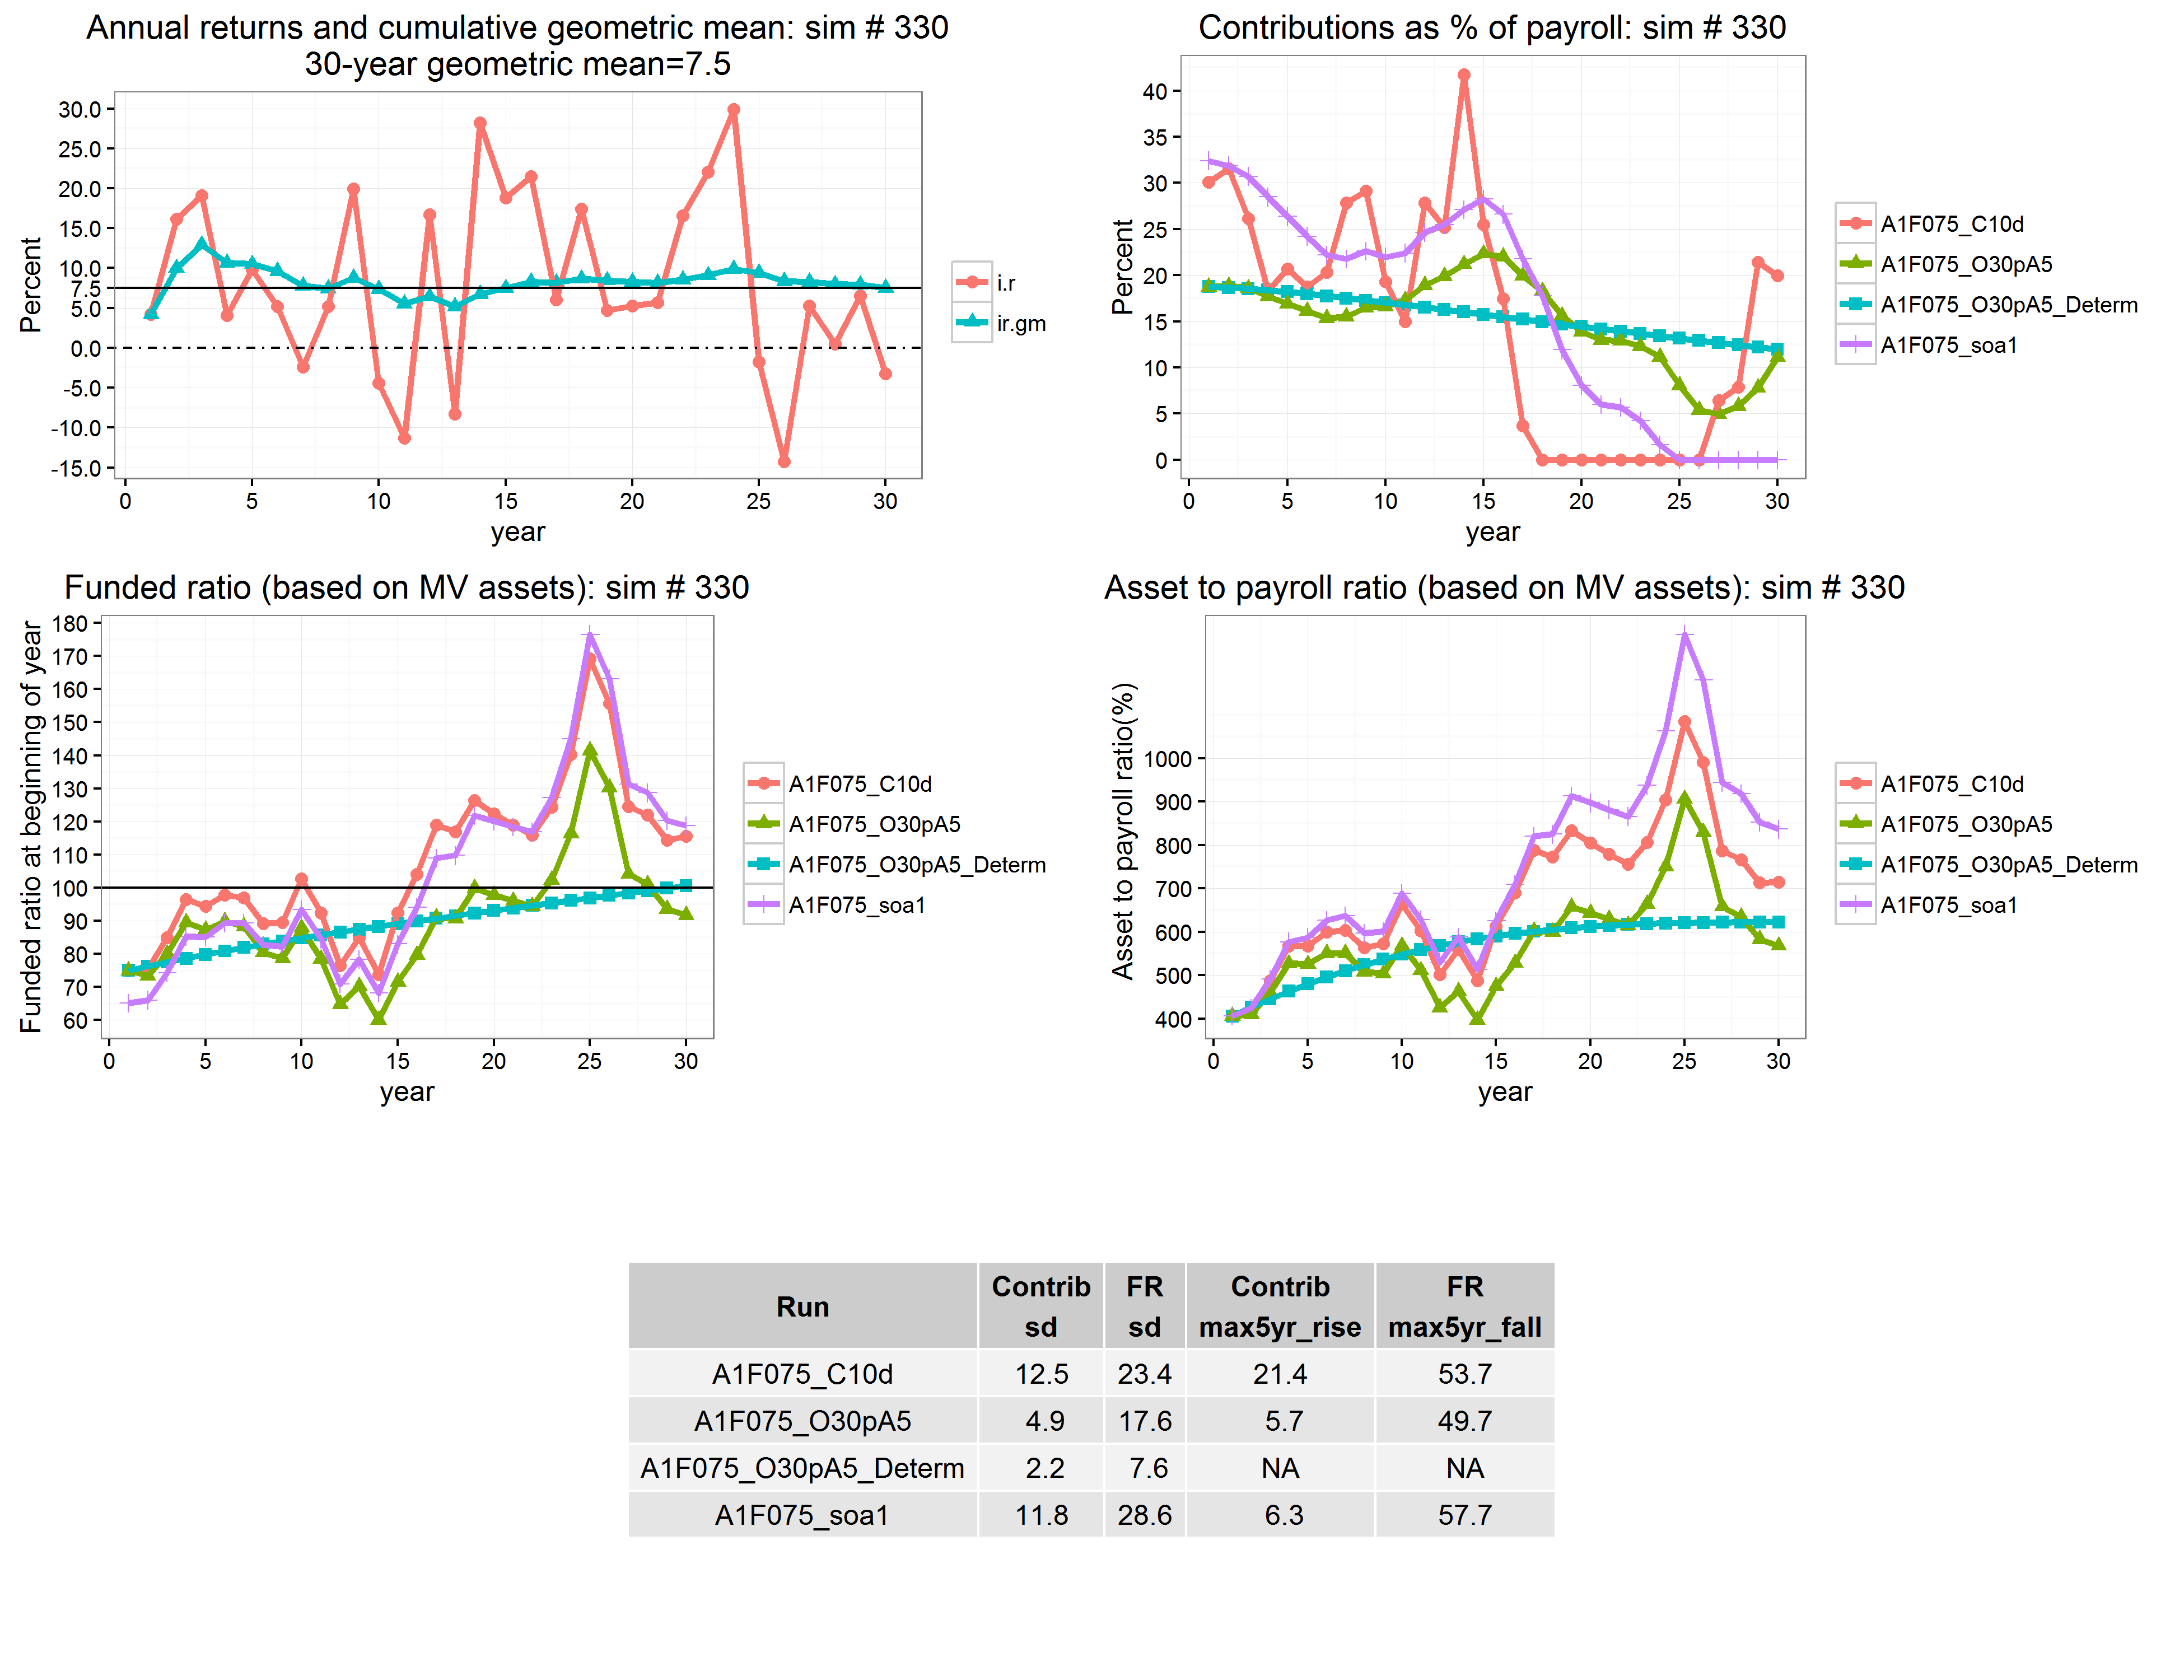 Annual returns and cumulative geometric mean: sim # 330
30-year geometric mean=7.5
Percent
30.0
25.0
20.0
15.0
10.0
7.5
5.0
0.0
-5.0
-10.0
-15.0
0 5 10 15 20 25 30
year
i.r
ir.gm
Contributions as % of payroll: sim # 330
Percent
40
35
30
25
20
15
10
5
0
0 5 10 15 20 25 30
year
A1F075_C10d
A1F075_O30pA5
A1F075_O30pA5_Determ
A1F075_soa1
Funded ratio (based on MV assets): sim # 330
Funded ratio at beginning of year
180
170
160
150
140
130
120
110
100
90
80
70
60
0 5 10 15 20 25 30
year
A1F075_C10d
A1F075_O30pA5
A1F075_O30pA5_Determ
A1F075_soa1
Asset to payroll ratio (based on MV assets): sim # 330
Asset to payroll ratio(%)
1000
900
800
700
600
500
400
0 5 10 15 20 25 30
year
A1F075_C10d
A1F075_O30pA5
A1F075_O30pA5_Determ
A1F075_soa1
Run Contrib sd FR sd Contrib max5yr_rise FR max5yr_fall
A1F075_C10d 12.5 23.4 21.4 53.7
A1F075_O30pA5 4.9 17.6 5.7 49.7
A1F075_O30pA5_Determ 2.2 7.6 NA NA
A1F075_soa1 11.8 28.6 6.3 57.7